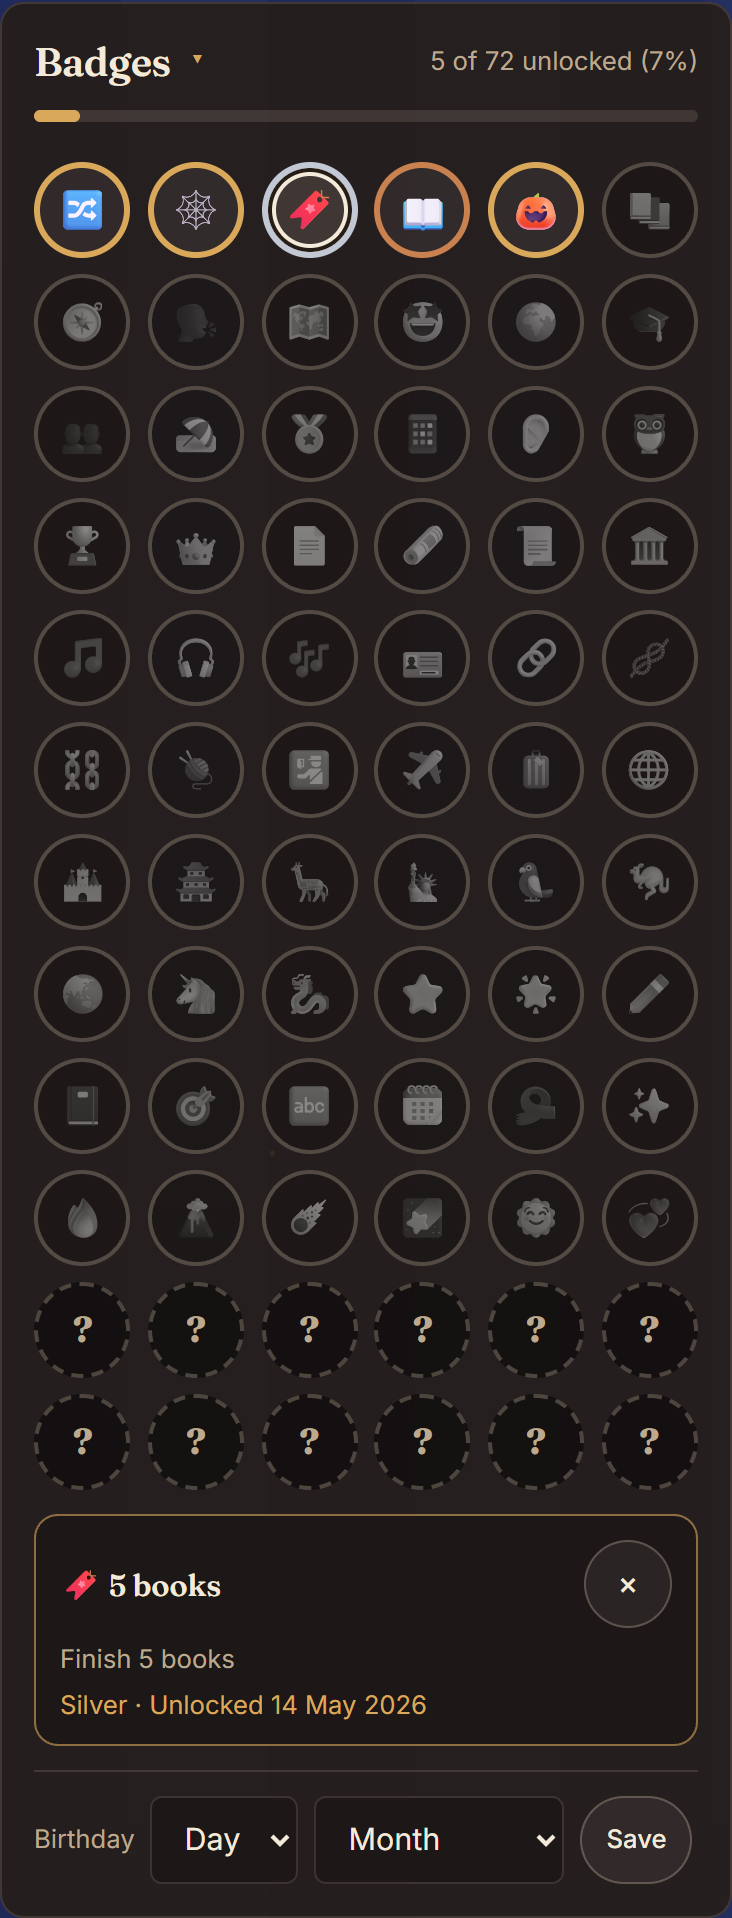 Badges ▼
5 of 72 unlocked (7%)
abc
? ? ? ? ? ?
? ? ? ? ? ?
5 books
×
Finish 5 books
Silver · Unlocked 14 May 2026
Birthday Day Month Save